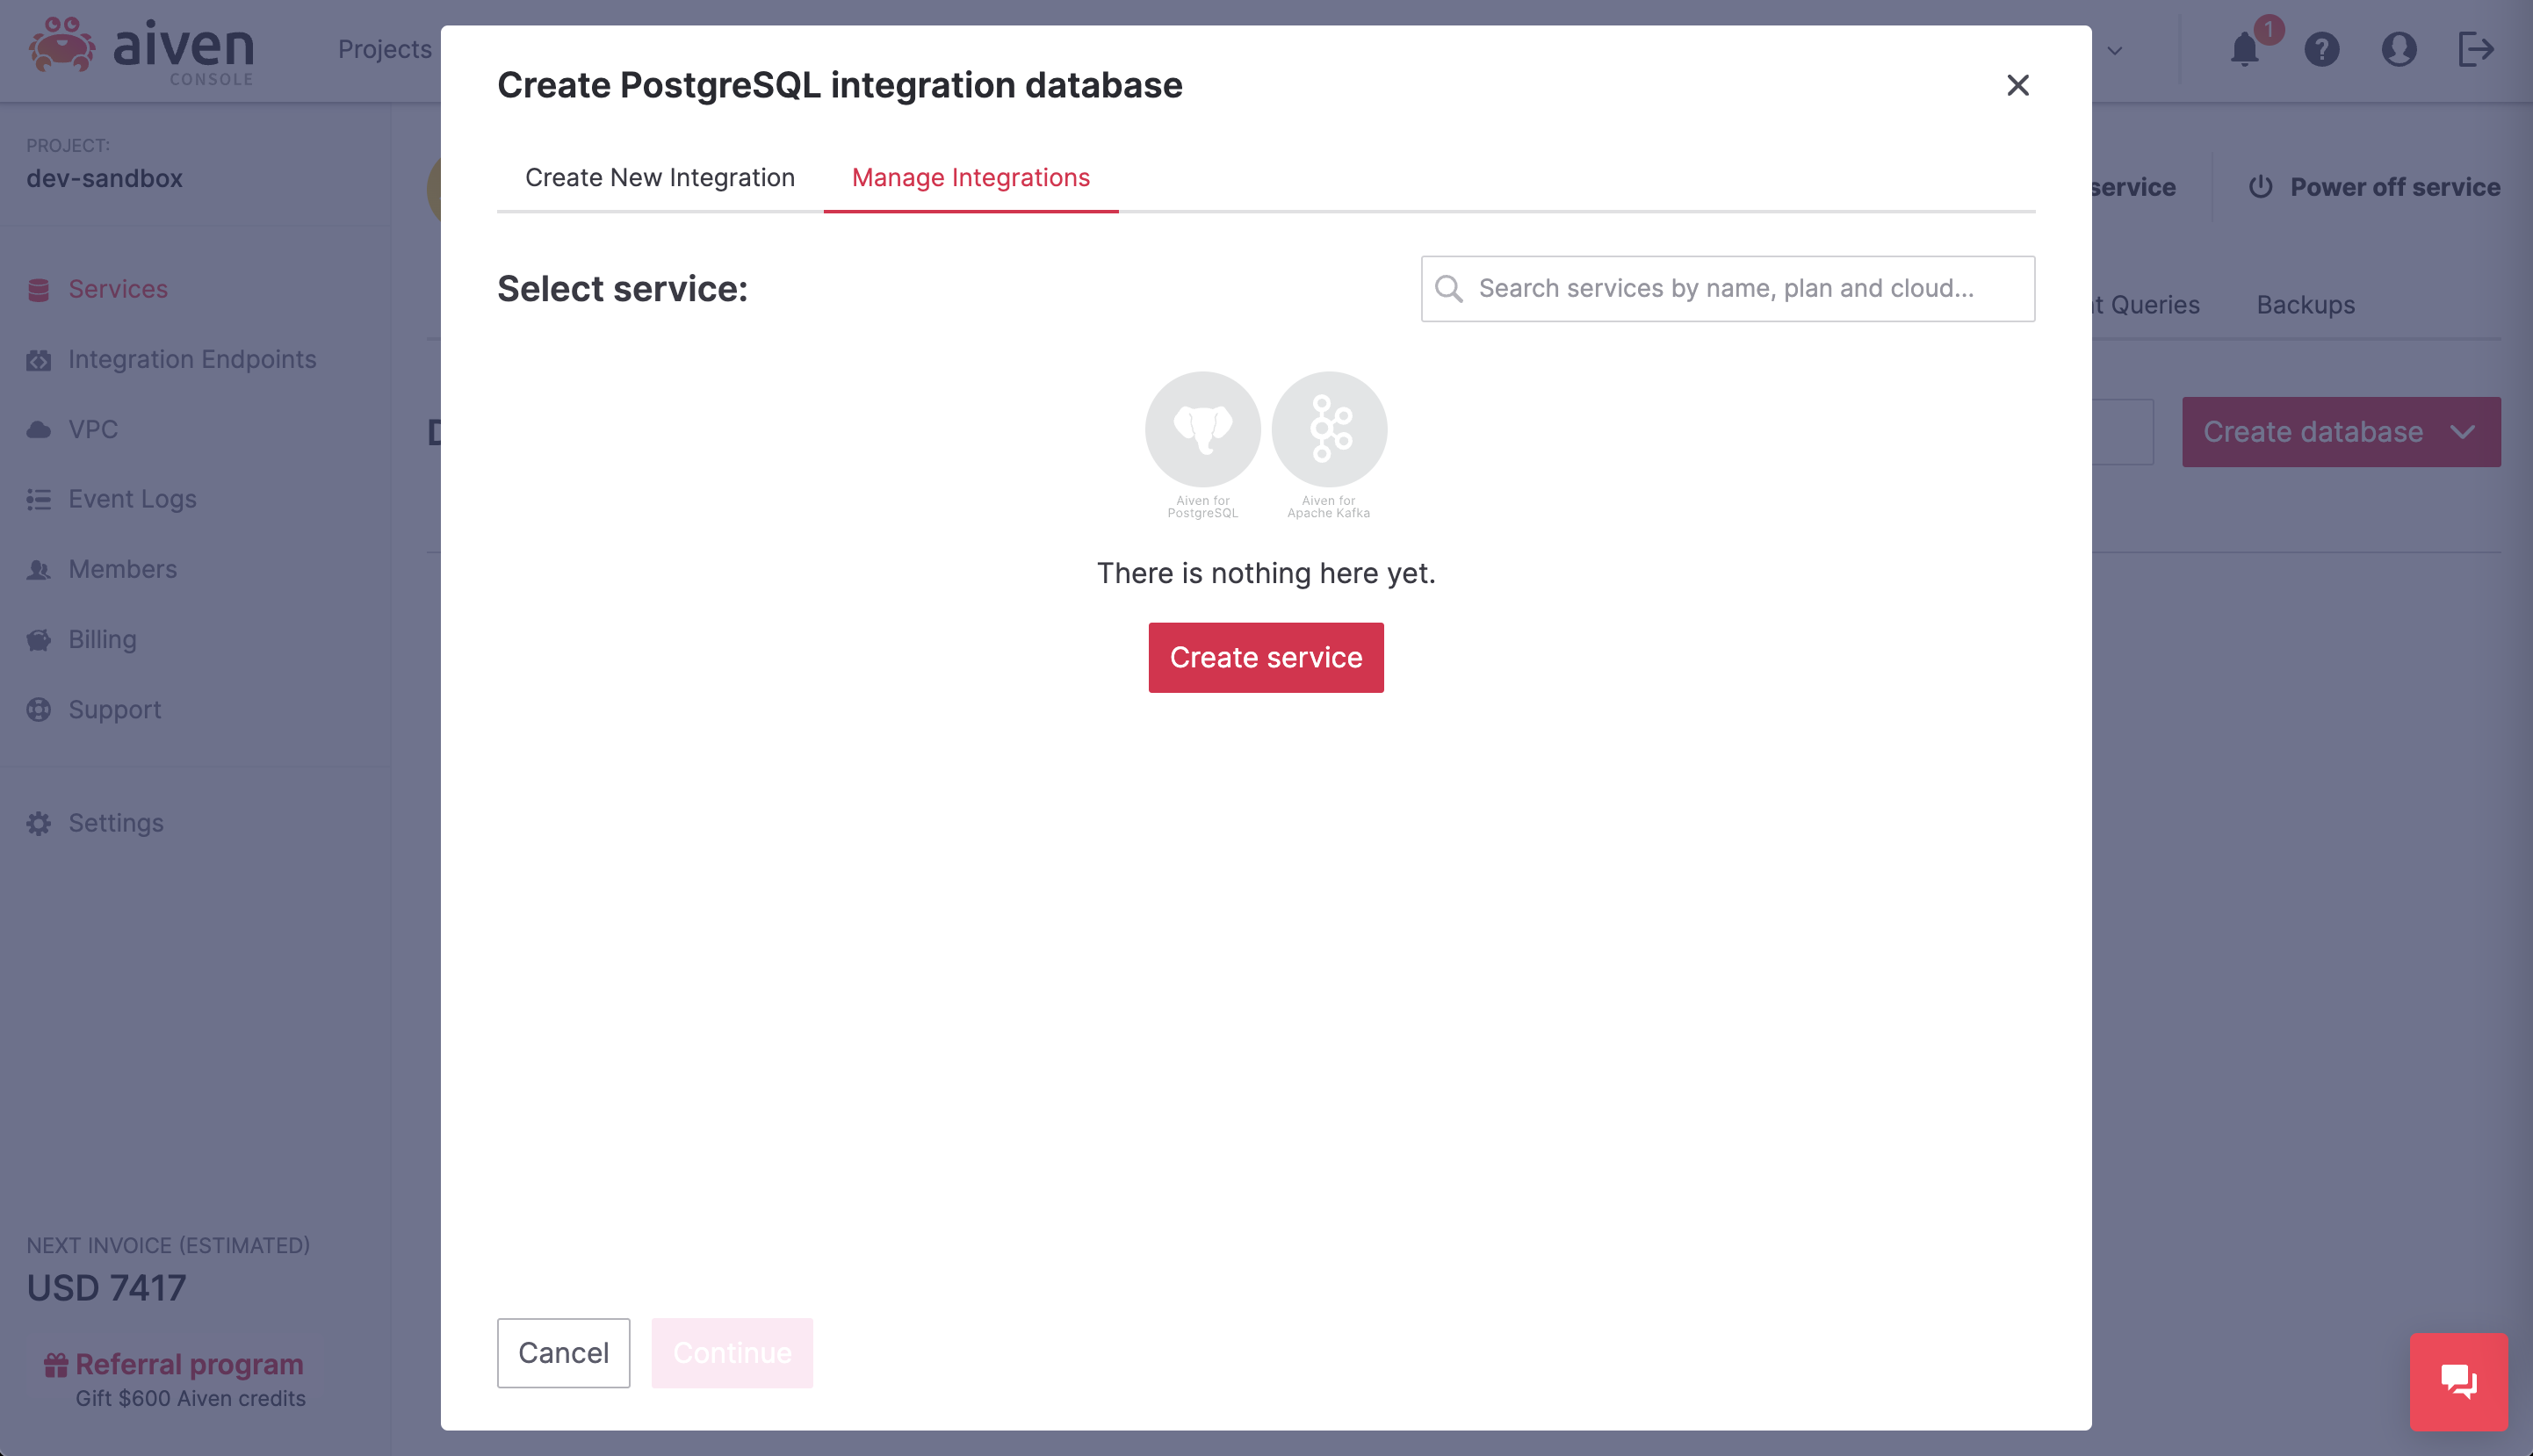 aiven
CONSOLE
Projects
1
PROJECT:
dev-sandbox
Services
Integration Endpoints
VPC
Event Logs
Members
Billing
Support
Settings
NEXT INVOICE (ESTIMATED)
USD 7417
Referral program
Gift $600 Aiven credits
Create PostgreSQL integration database
Create New Integration
Manage Integrations
Select service:
Search services by name, plan and cloud...
Aiven for
PostgreSQL
Aiven for
Apache Kafka
There is nothing here yet.
Create service
Cancel
Continue
service
Power off service
Queries
Backups
Create database